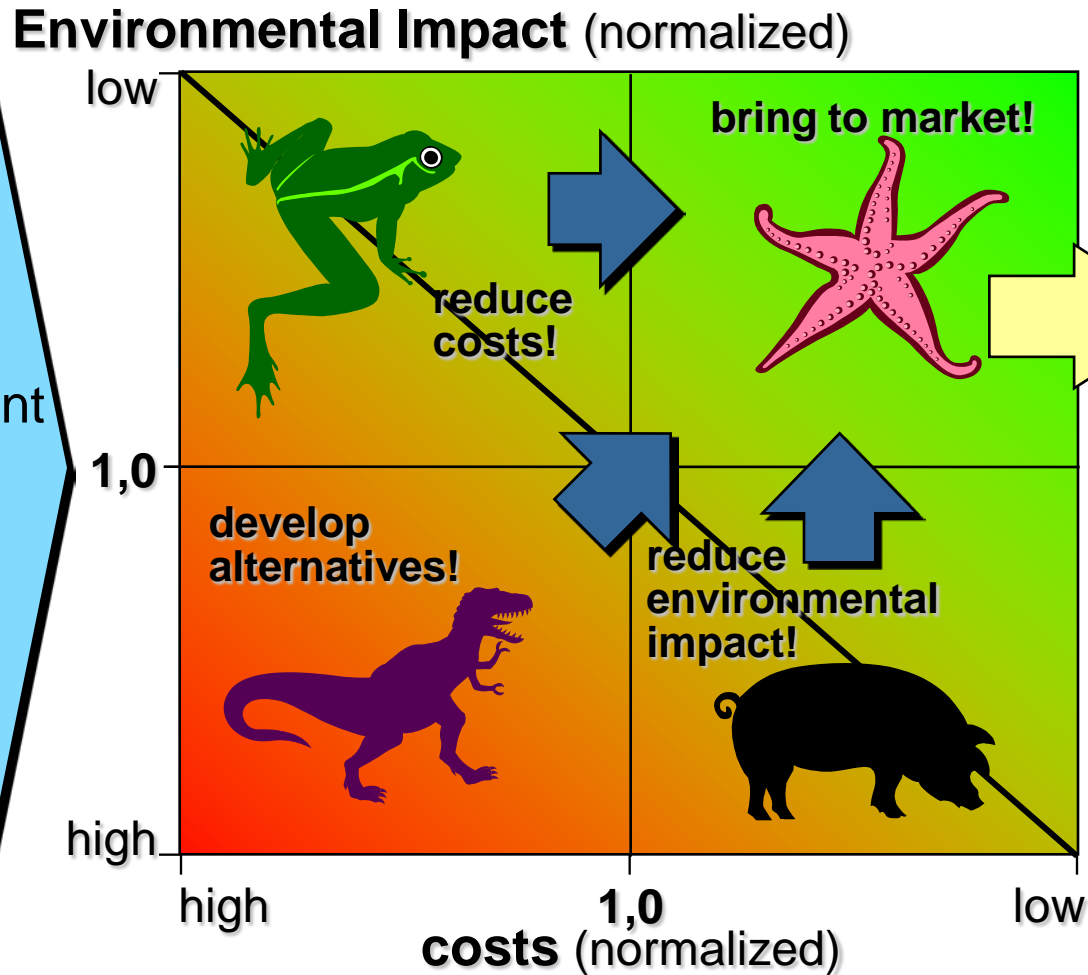 Environmental Impact (normalized)
low
bring to market!
reduce
costs!
nt
1,0
develop
alternatives!
reduce
environmental
impact!
high
high
1,0
low
costs (normalized)